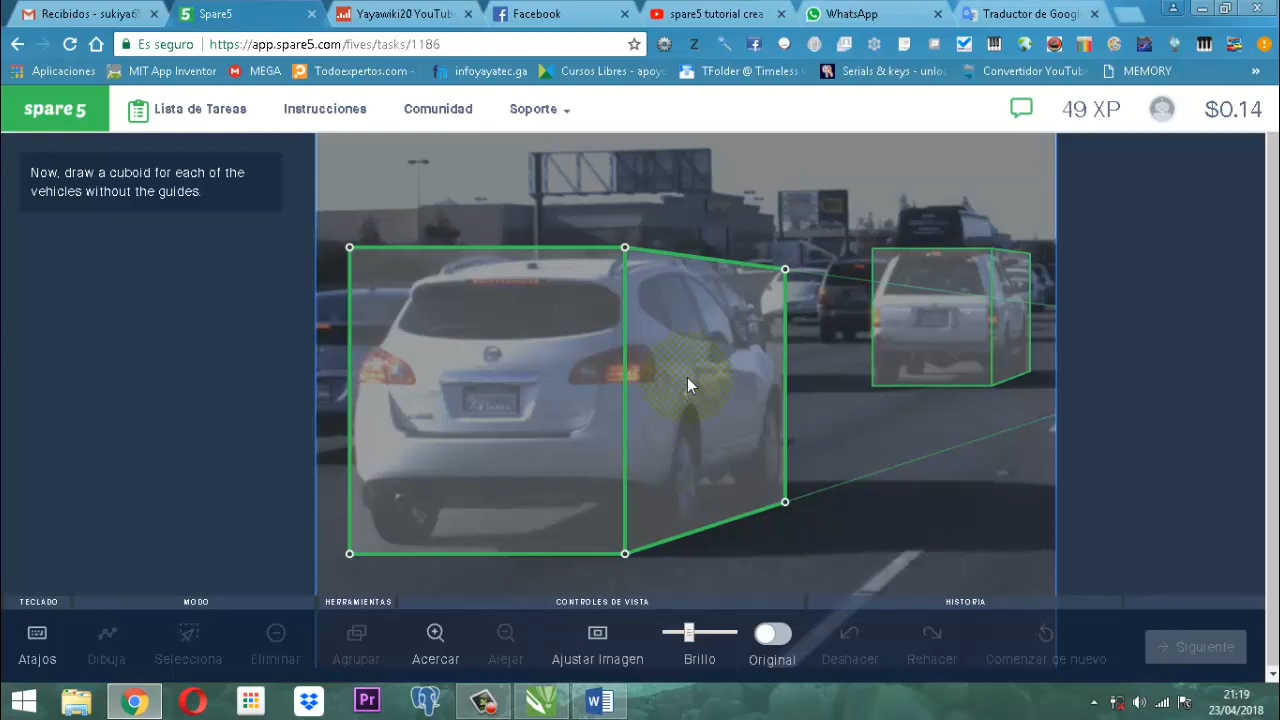 Recibidos - sukiya6
Spare5
Yayawiki20 YouTub
Facebook
spare5 tutorial crea
WhatsApp
Traductor de Googl
Es seguro
https://app.spare5.com/fives/tasks/1186
Aplicaciones
MIT App Inventor
MEGA
Todoexpertos.com -
infoyayatec.ga
Cursos Libres - apoy
TFolder @ Timeless
Serials & keys - unlo
Convertidor YouTub
MEMORY
»
spare5
Lista de Tareas
Instrucciones
Comunidad
Soporte
49 XP
$0.14
Now, draw a cuboid for each of the
vehicles without the guides.
TECLADO
MODO
HERRAMIENTAS
CONTROLES DE VISTA
HISTORIA
Atajos
Dibuja
Selecciona
Eliminar
Agrupar
Acercar
Alejar
Ajustar Imagen
Brillo
Original
Deshacer
Rehacer
Comenzar de nuevo
Siguiente
Pr
21:19
23/04/2018